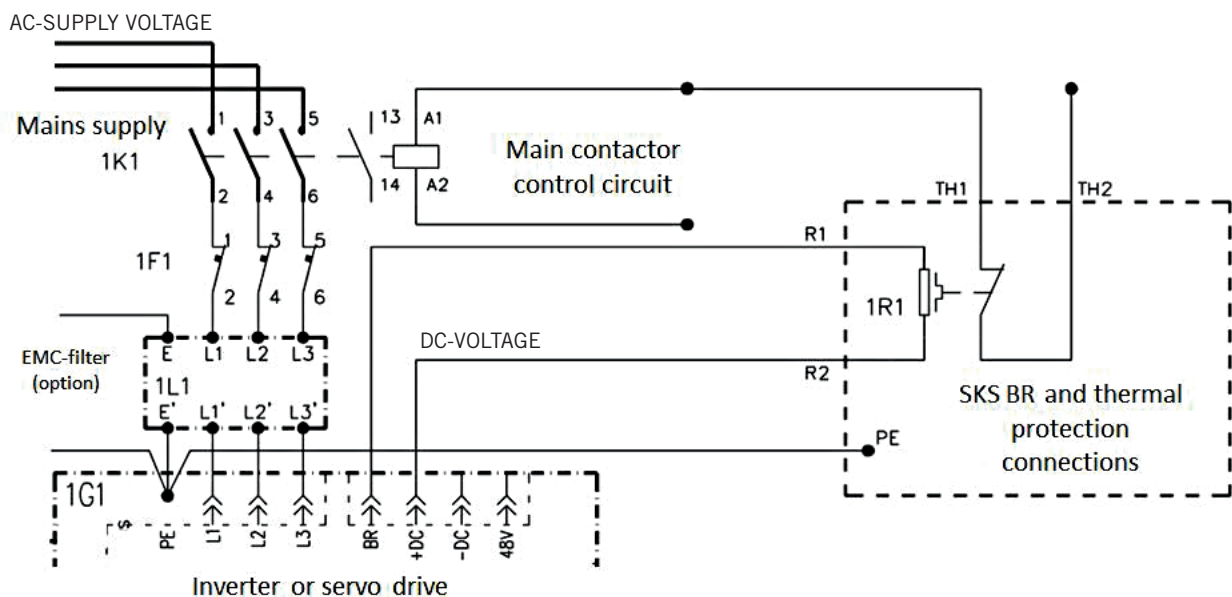 AC-SUPPLY VOLTAGE
Mains supply
1K1
1 3 5 13 A1
2 4 6 14 A2
Main contactor
control circuit
TH1 TH2
1F1
1 3 5
2 4 6
R1
1R1
DC-VOLTAGE
R2
EMC-filter
(option)
E L1 L2 L3
1L1
E' L1' L2' L3'
SKS BR and thermal
protection
connections
PE
1G1
PE L1 L2 L3 BR +DC -DC 48V
Inverter or servo drive